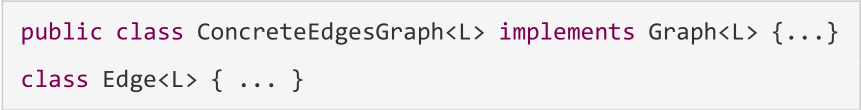 public class ConcreteEdgesGraph<L> implements Graph<L> {...}
class Edge<L> { ... }